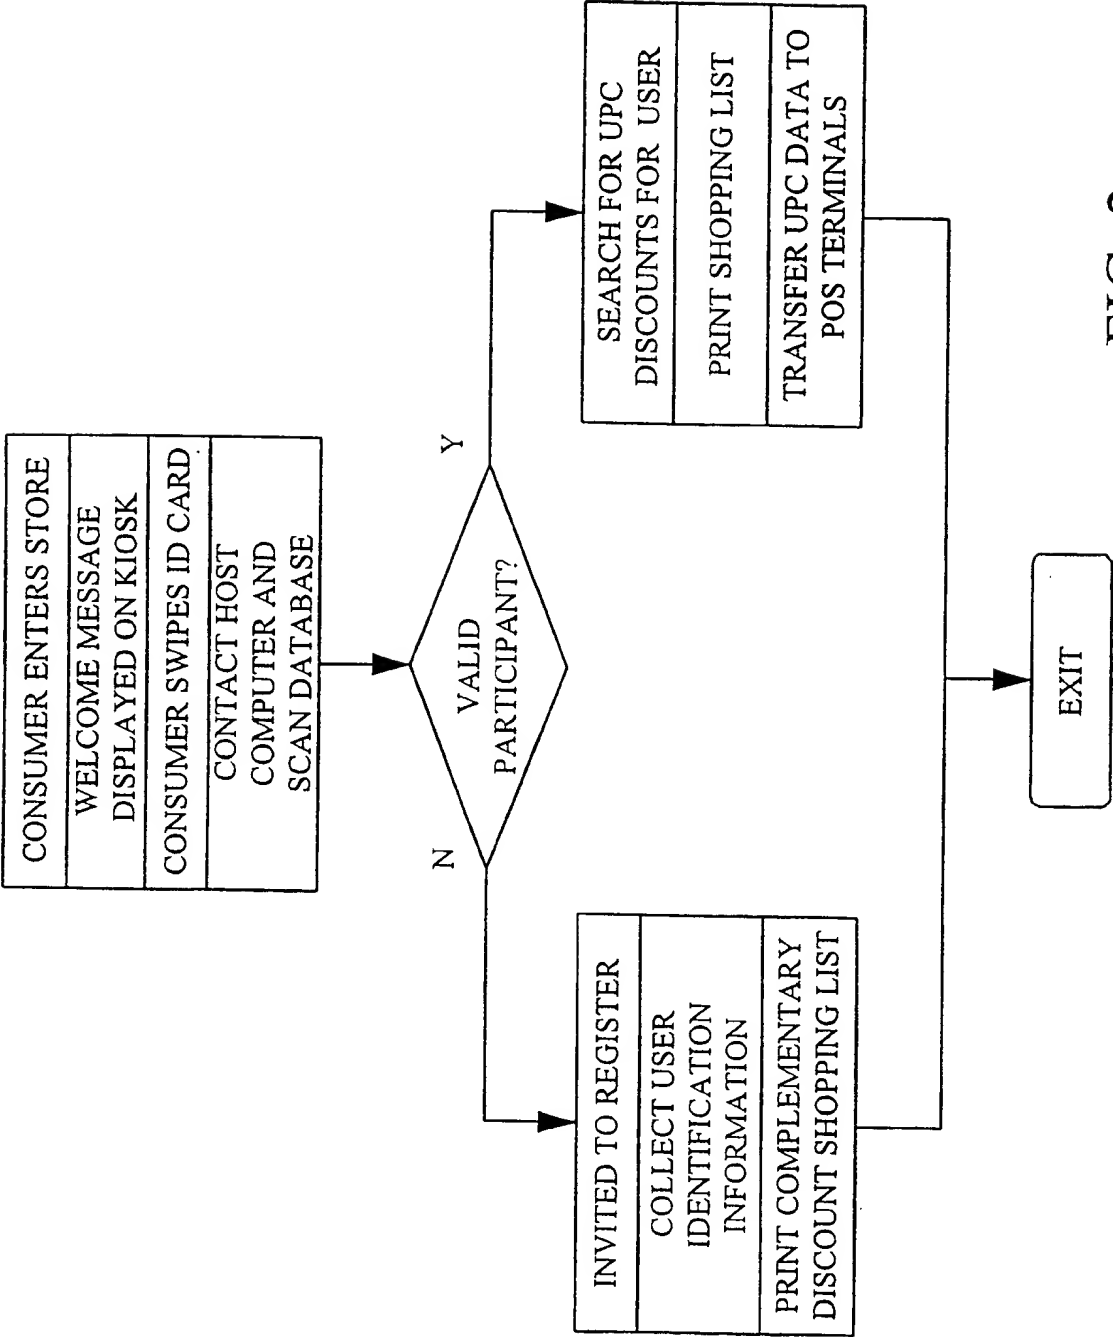 CONSUMER ENTERS STORE
WELCOME MESSAGE
DISPLAYED ON KIOSK
CONSUMER SWIPES ID CARD
CONTACT HOST
COMPUTER AND
SCAN DATABASE
VALID
PARTICIPANT?
N
Y
INVITED TO REGISTER
COLLECT USER
IDENTIFICATION
INFORMATION
PRINT COMPLEMENTARY
DISCOUNT SHOPPING LIST
SEARCH FOR UPC
DISCOUNTS FOR USER
PRINT SHOPPING LIST
TRANSFER UPC DATA TO
POS TERMINALS
EXIT